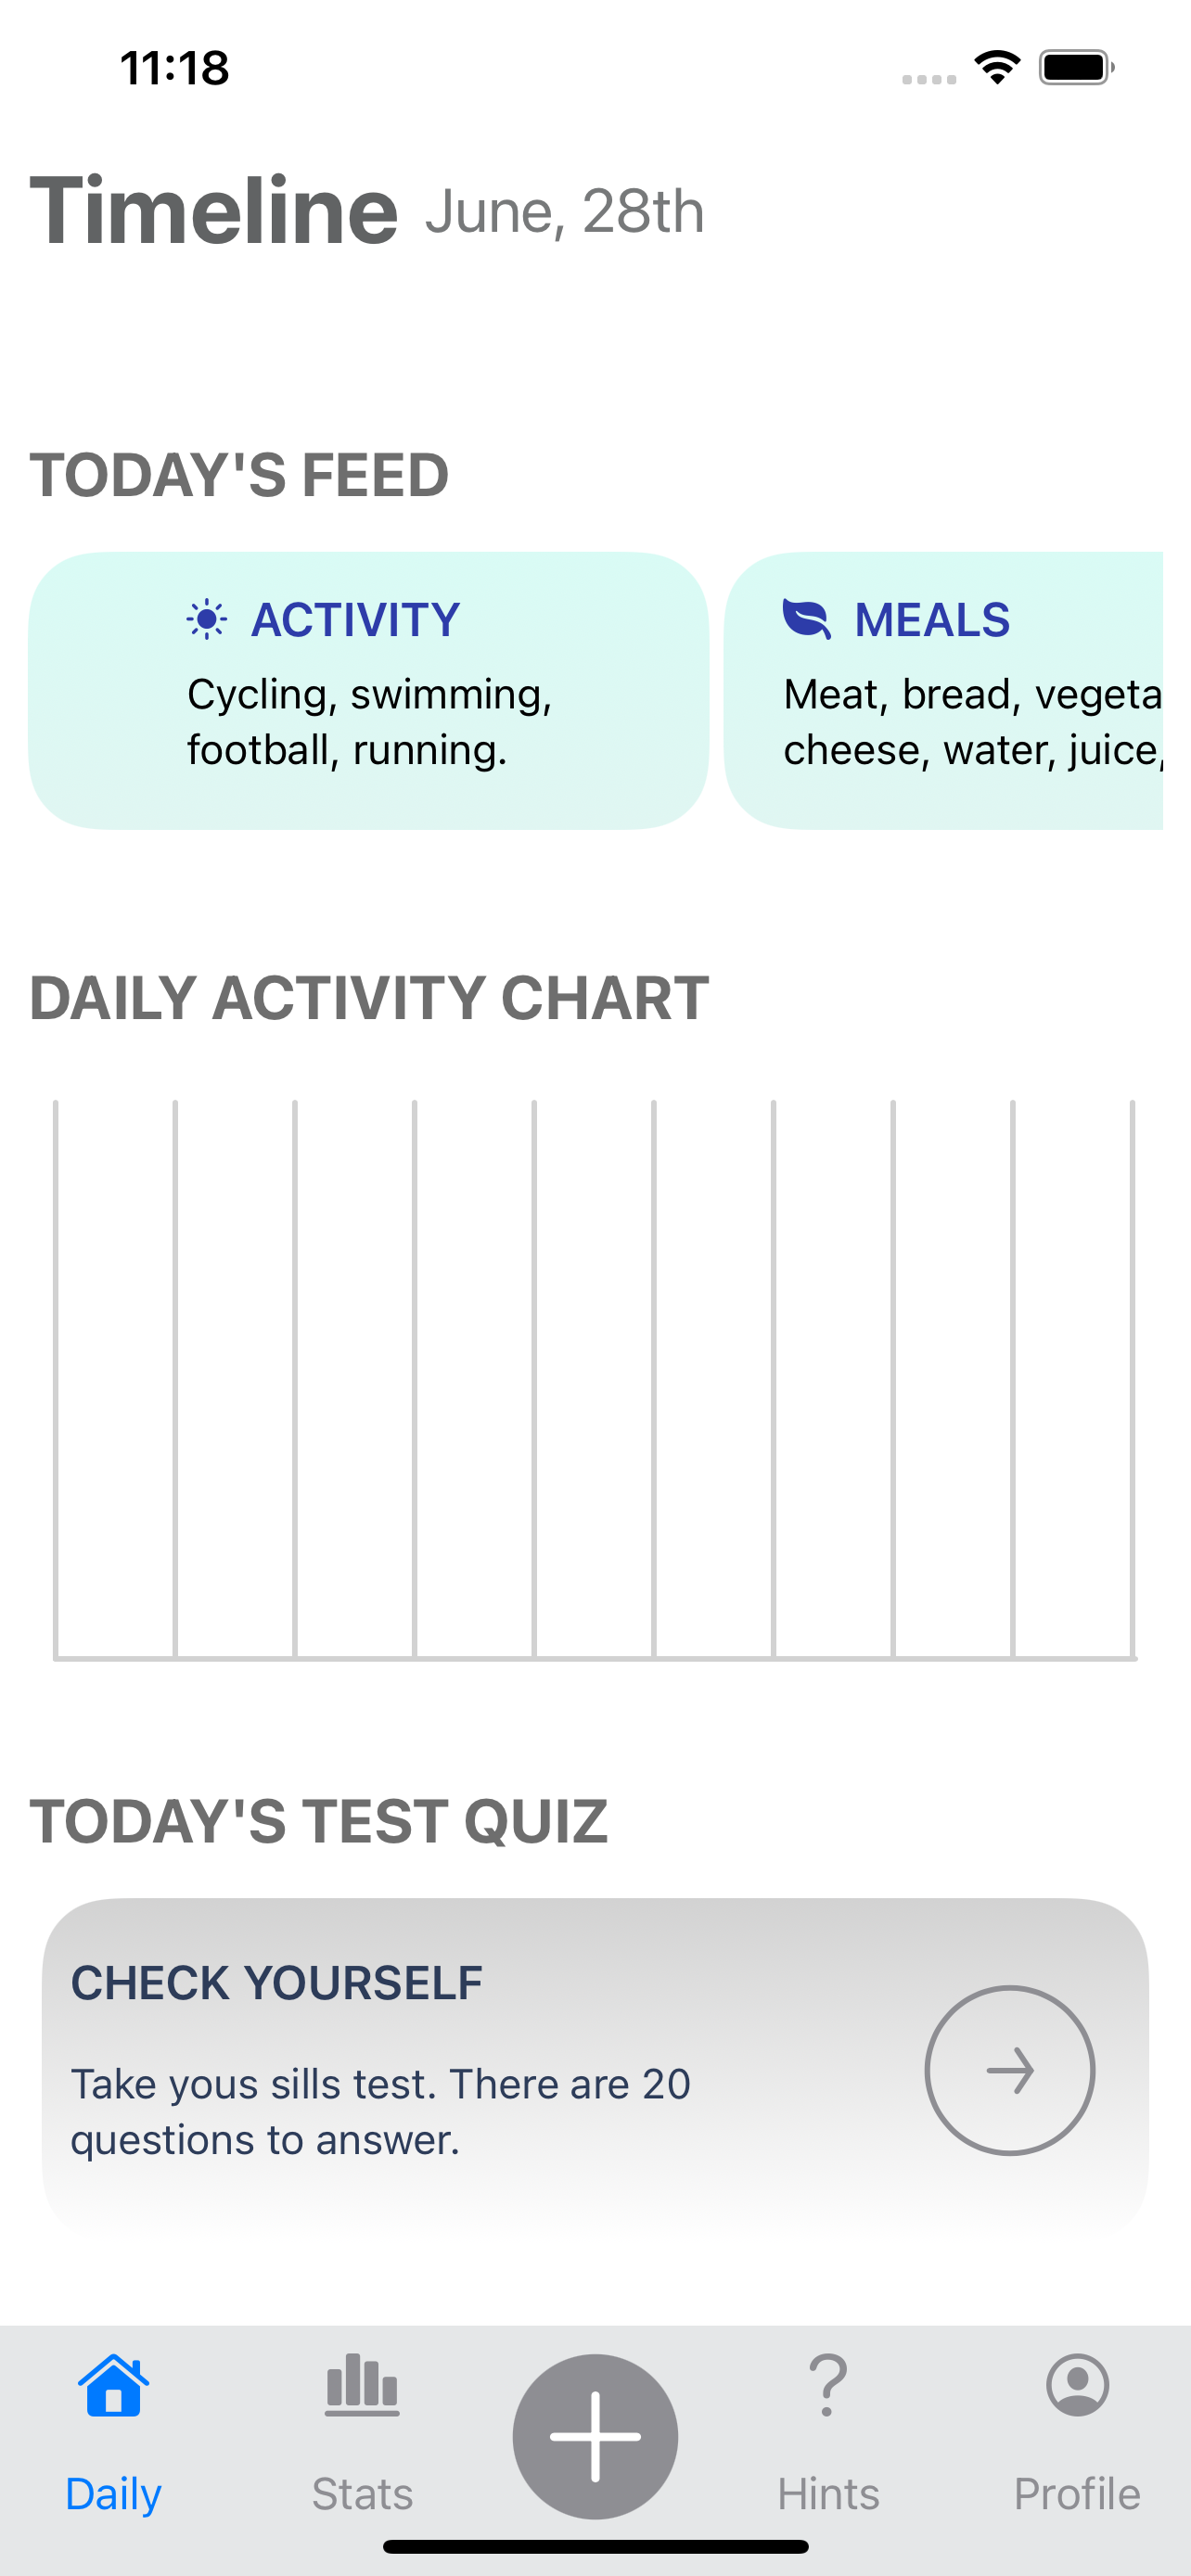 11:18
Timeline June, 28th
TODAY'S FEED
ACTIVITY
Cycling, swimming,
football, running.
MEALS
Meat, bread, vegeta
cheese, water, juice,
DAILY ACTIVITY CHART
TODAY'S TEST QUIZ
CHECK YOURSELF
Take yous sills test. There are 20
questions to answer.
Daily
Stats
Hints
Profile